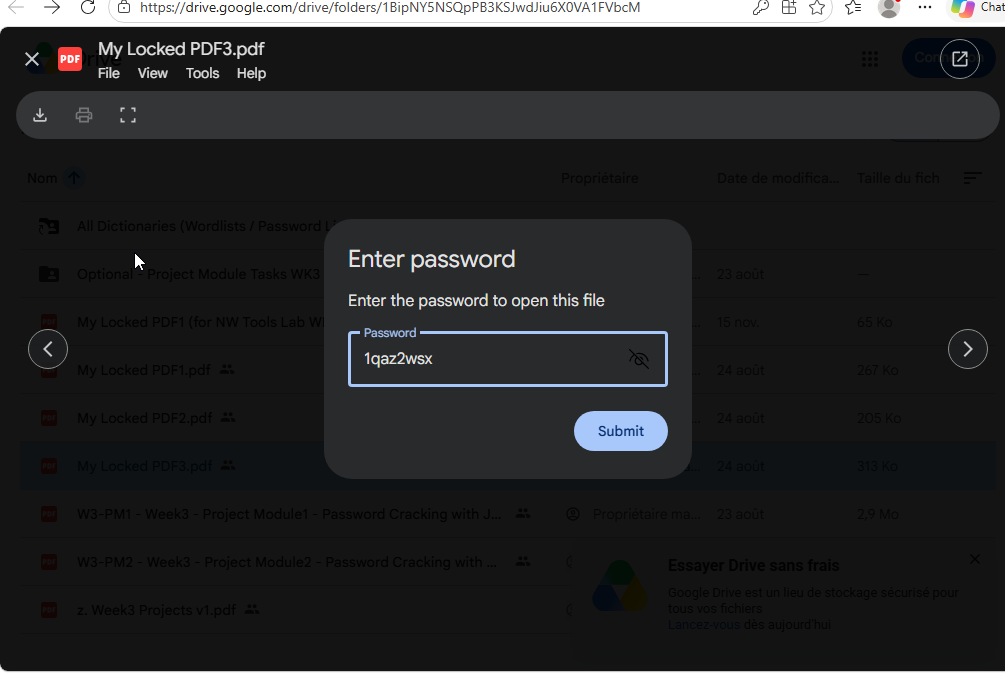 https://drive.google.com/drive/folders/1BipNY5NSQpPB3KSJwdJiu6X0VA1FVbcM
Chat
PDF
My Locked PDF3.pdf
File View Tools Help
Nom
Propriétaire
Date de modifica...
Taille du fich
All Dictionaries (Wordlists / Password Li
Optional - Project Module Tasks WK3
23 août
—
My Locked PDF1 (for NW Tools Lab W
15 nov.
65 Ko
My Locked PDF1.pdf
24 août
267 Ko
My Locked PDF2.pdf
24 août
205 Ko
My Locked PDF3.pdf
24 août
313 Ko
W3-PM1 - Week3 - Project Module1 - Password Cracking with J...
Propriétaire ma...
23 août
2,9 Mo
W3-PM2 - Week3 - Project Module2 - Password Cracking with ...
z. Week3 Projects v1.pdf
Enter password
Enter the password to open this file
Password
1qaz2wsx
Submit
Essayer Drive sans frais
Google Drive est un lieu de stockage sécurisé pour
tous vos fichiers
Lancez-vous dès aujourd'hui